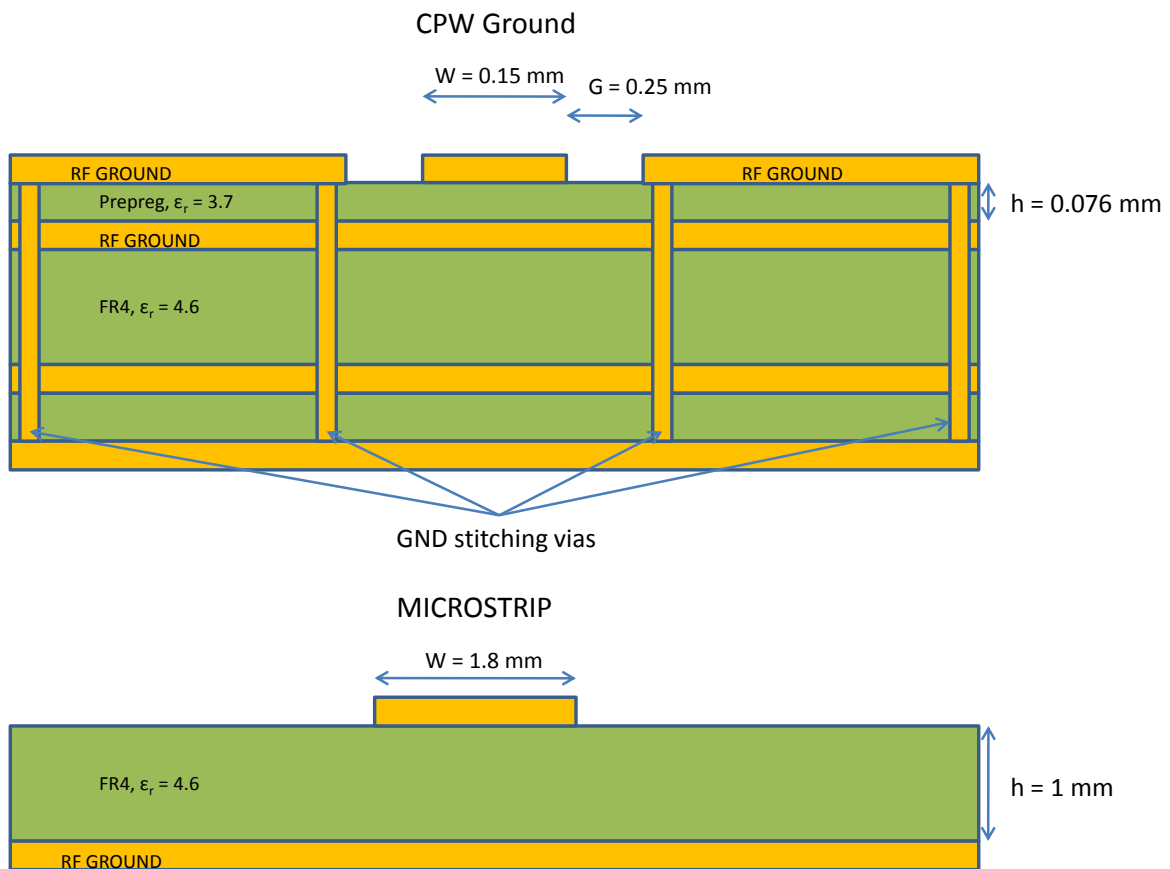 CPW Ground
W = 0.15 mm
G = 0.25 mm
RF GROUND
RF GROUND
Prepreg, εr = 3.7
h = 0.076 mm
RF GROUND
FR4, εr = 4.6
GND stitching vias
MICROSTRIP
W = 1.8 mm
FR4, εr = 4.6
h = 1 mm
RF GROUND